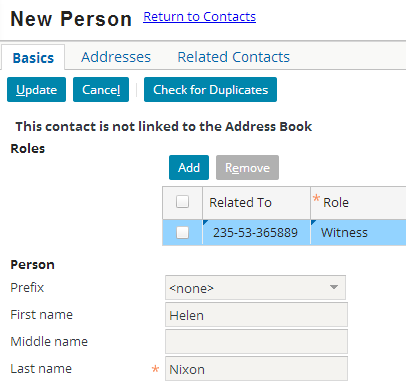 New Person Return to Contacts
Basics Addresses Related Contacts
Update Cancel Check for Duplicates
This contact is not linked to the Address Book
Roles
Add Remove
Related To * Role
235-53-365889 Witness
Person
Prefix <none>
First name Helen
Middle name
Last name * Nixon